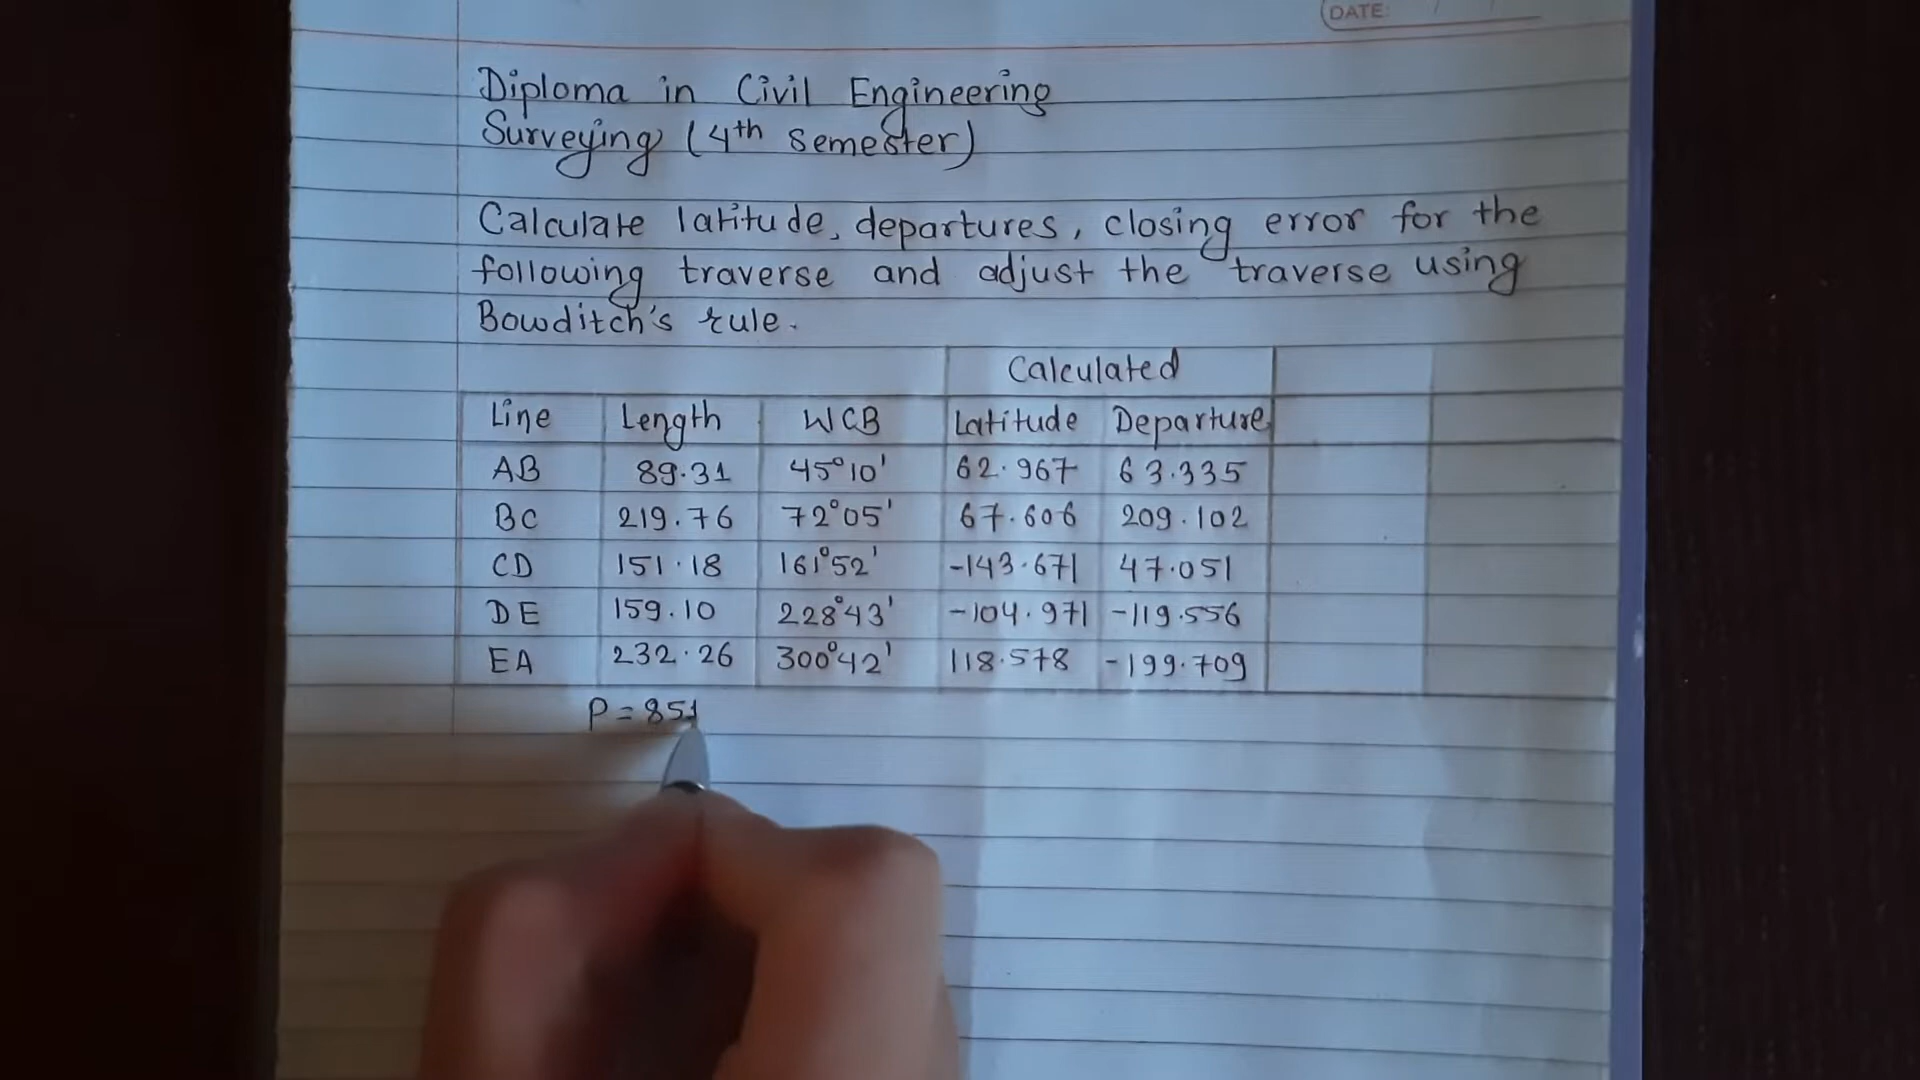 DATE:
Diploma in Civil Engineering
Surveying (4th semester)
Calculate latitude, departures, closing error for the
following traverse and adjust the traverse using
Bowditch's rule.
Calculated
Line Length WCB Latitude Departure
AB 89.31 45°10' 62.967 63.335
BC 219.76 72°05' 67.606 209.102
CD 151.18 161°52' -143.671 47.051
DE 159.10 228°43' -104.971 -119.556
EA 232.26 300°42' 118.578 -199.709
P = 851